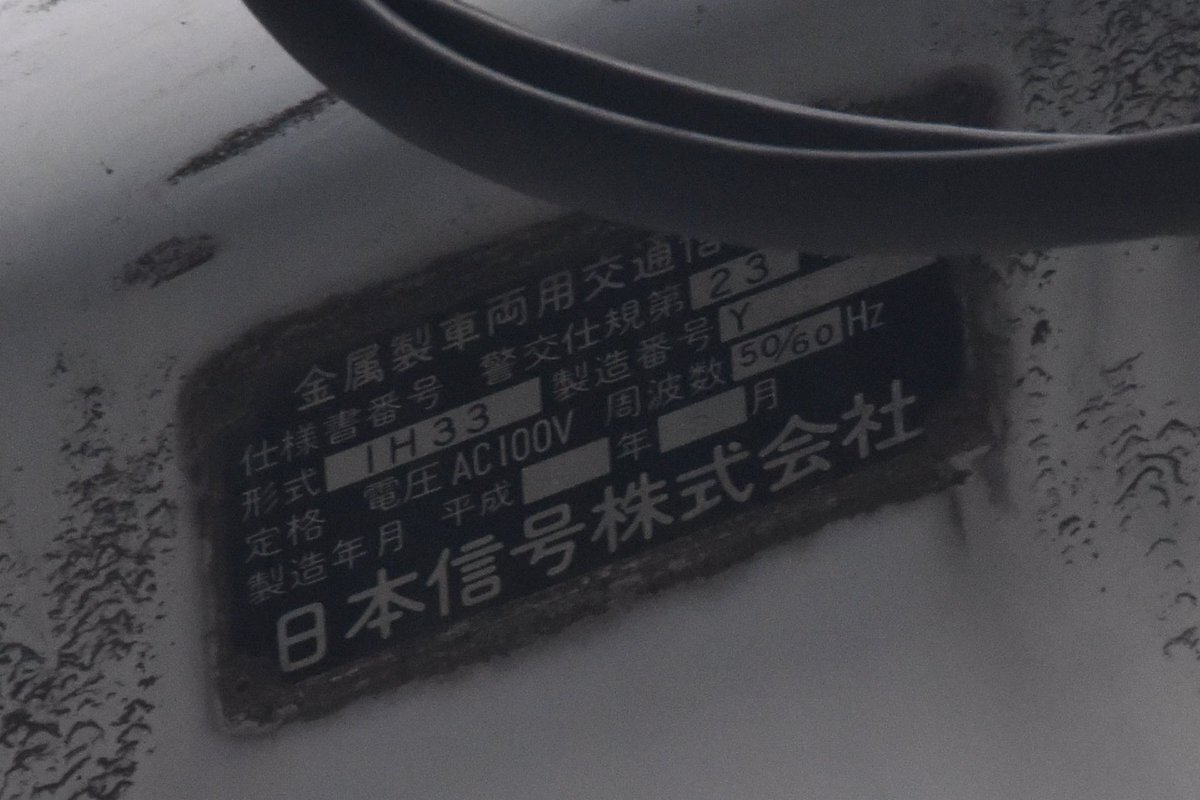 金属製車両用交通信
仕様書番号 警交仕規第 23
形式 1H33 製造番号 Y
定格 電圧 AC100V 周波数 50/60 Hz
製造年月 平成 年 月
日本信号株式会社